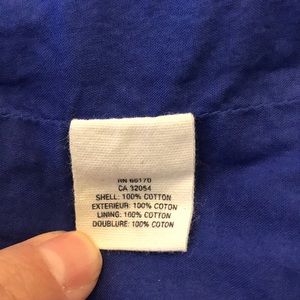 RN 66170
CA 32054
SHELL: 100% COTTON
EXTERIEUR: 100% COTON
LINING: 100% COTTON
DOUBLURE: 100% COTON